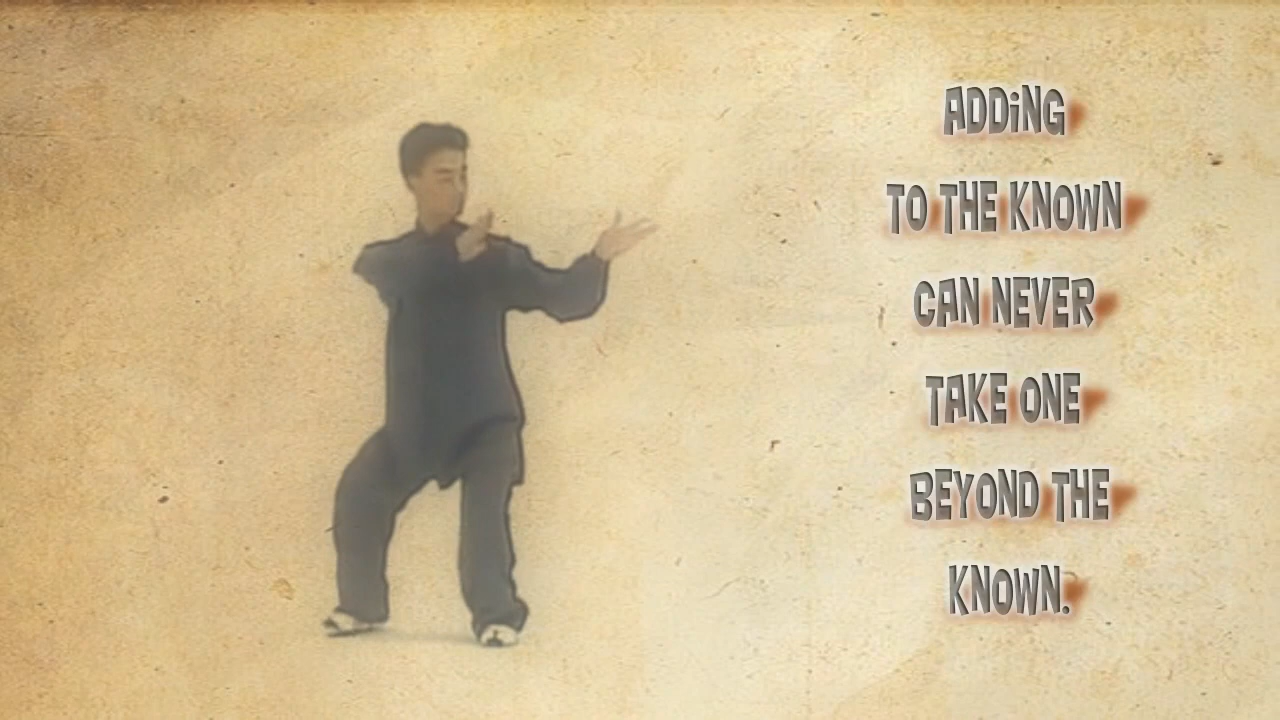 ADDiNG
TO THE KNOWN
CAN NEVER
TAKE ONE
BEYOND THE
KNOWN.